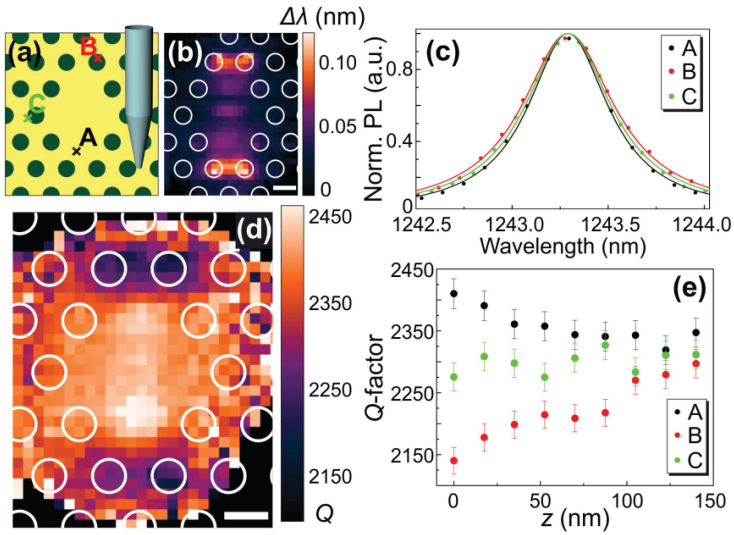 Δλ (nm)
(a)
B
C
A
(b)
0.10
0.05
0
(c)
Norm. PL (a.u.)
0.8
0.4
0
A
B
C
1242.5
1243.0
1243.5
1244.0
Wavelength (nm)
(d)
2450
2350
2250
2150
Q
(e)
Q-factor
2450
2350
2250
2150
A
B
C
0
50
100
150
z (nm)